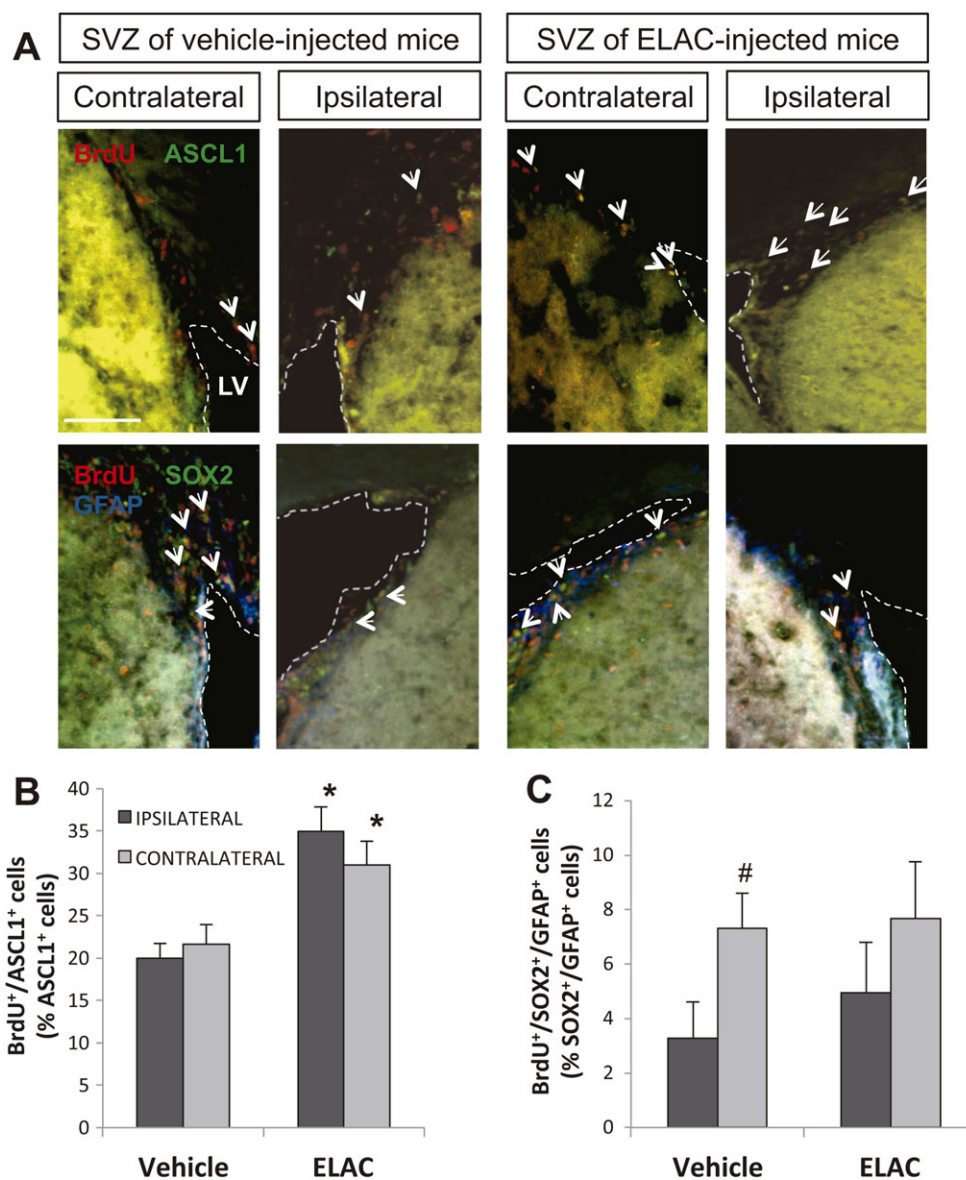 A
SVZ of vehicle-injected mice
SVZ of ELAC-injected mice
Contralateral
Ipsilateral
Contralateral
Ipsilateral
BrdU ASCL1
LV
BrdU SOX2
GFAP
B
BrdU⁺/ASCL1⁺ cells
(% ASCL1⁺ cells)
40
35
30
25
20
15
10
5
0
IPSILATERAL
CONTRALATERAL
*
*
Vehicle
ELAC
C
BrdU⁺/SOX2⁺/GFAP⁺ cells
(% SOX2⁺/GFAP⁺ cells)
12
10
8
6
4
2
0
#
Vehicle
ELAC